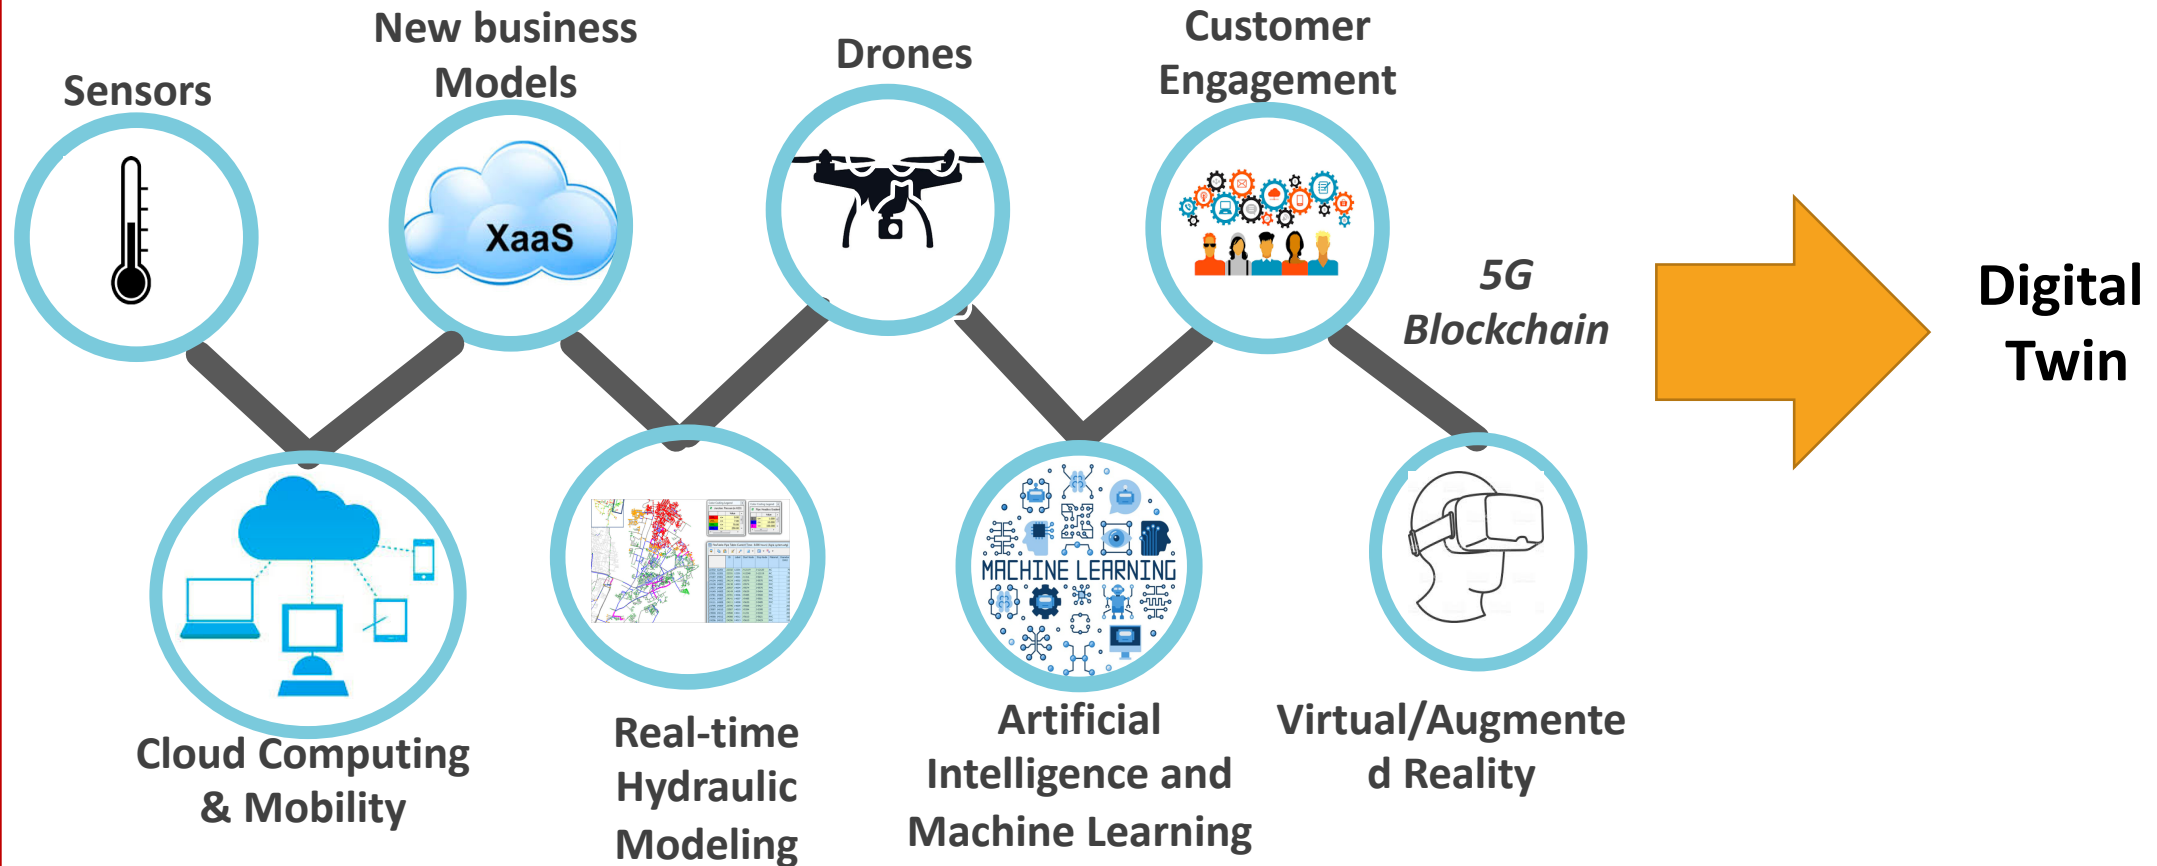 Sensors
New business
Models
XaaS
Drones
Customer
Engagement
5G
Blockchain
Digital
Twin
Cloud Computing
& Mobility
Real-time
Hydraulic
Modeling
MACHINE LEARNING
Artificial
Intelligence and
Machine Learning
Virtual/Augmente
d Reality